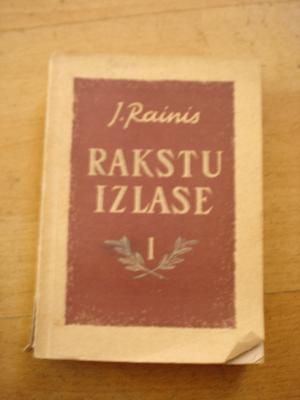 J. Rainis
RAKSTU
IZLASE
I